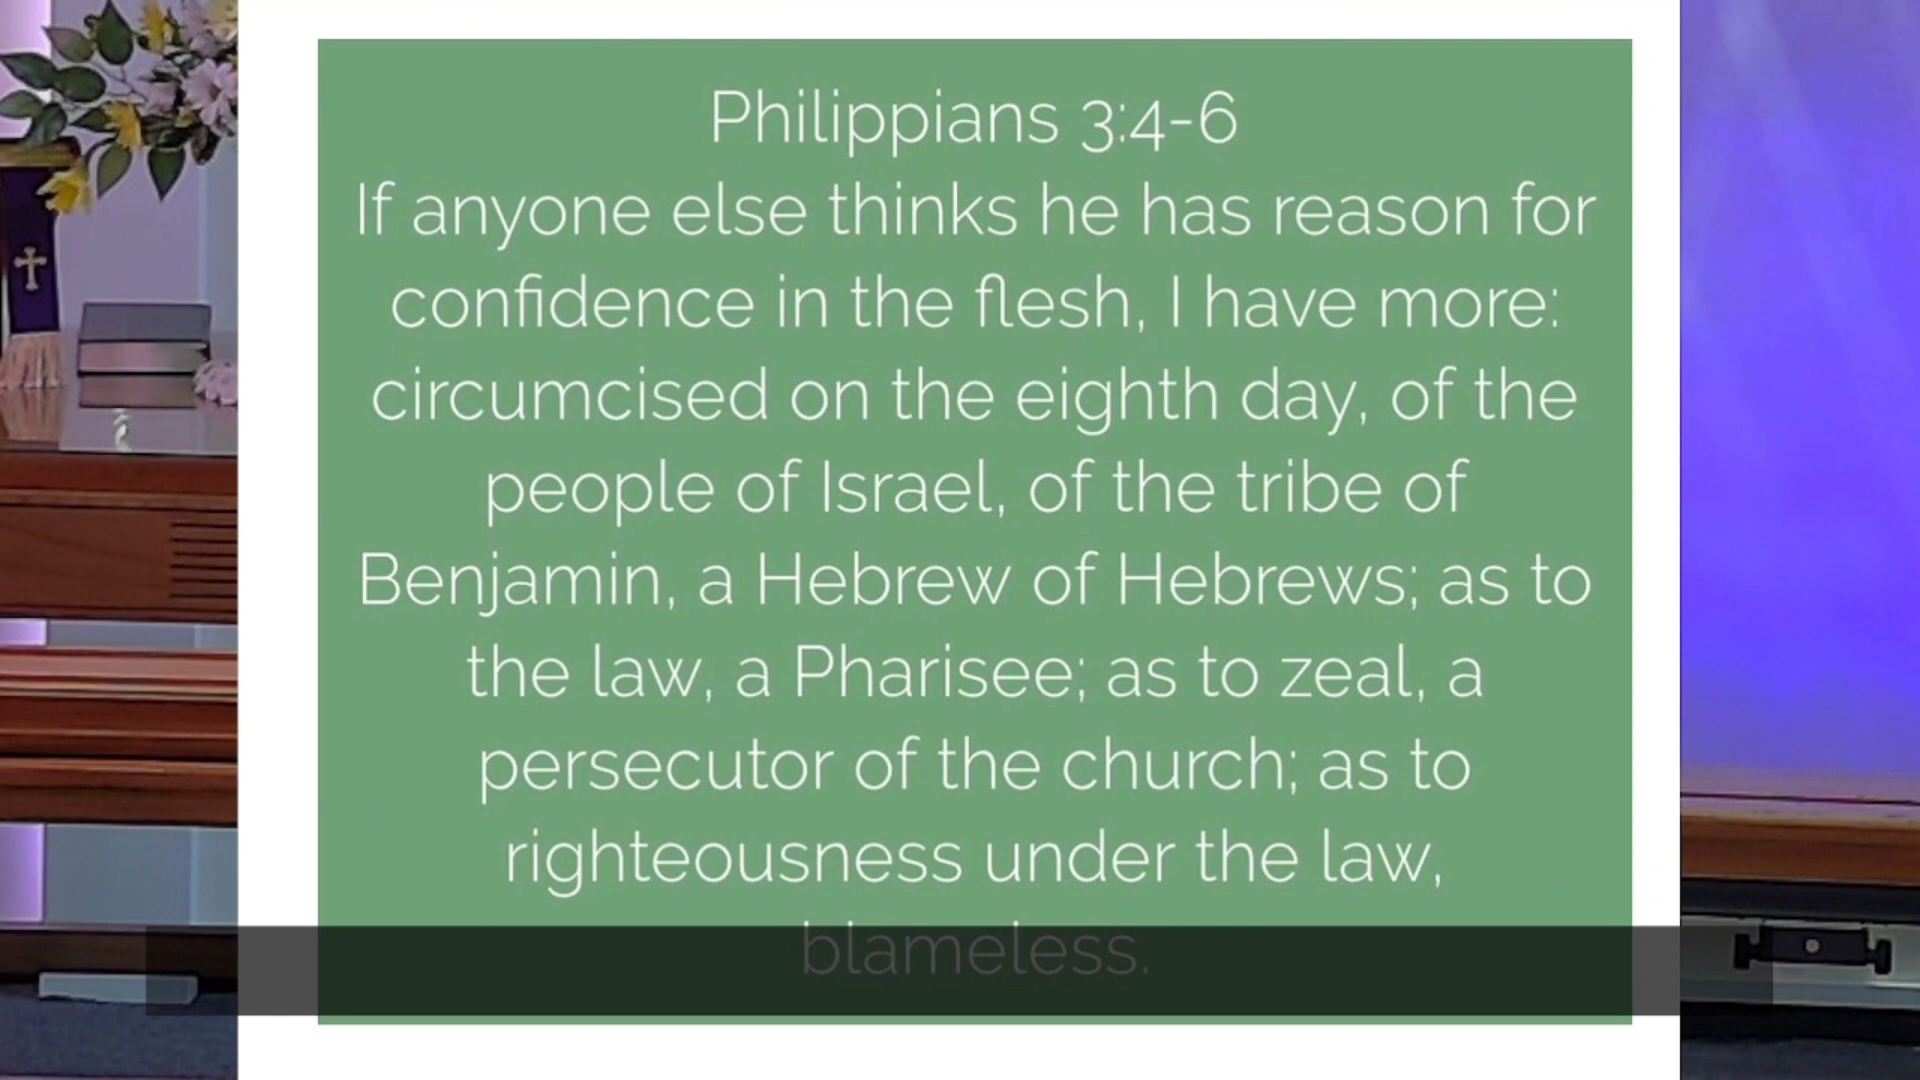 Philippians 3:4-6
If anyone else thinks he has reason for
confidence in the flesh, I have more:
circumcised on the eighth day, of the
people of Israel, of the tribe of
Benjamin, a Hebrew of Hebrews; as to
the law, a Pharisee; as to zeal, a
persecutor of the church; as to
righteousness under the law,
blameless.